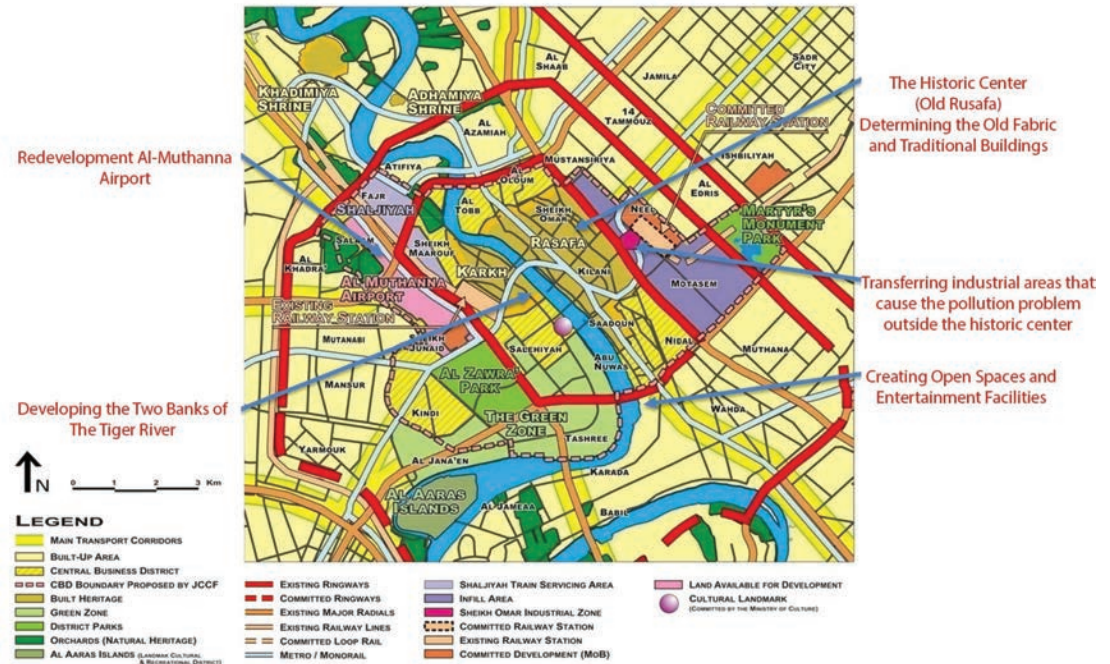 Redevelopment Al-Muthanna
Airport
Developing the Two Banks of
The Tiger River
The Historic Center
(Old Rusafa)
Determining the Old Fabric
and Traditional Buildings
Transferring industrial areas that
cause the pollution problem
outside the historic center
Creating Open Spaces and
Entertainment Facilities
AL
SHAAB
JAMILA
SADR
CITY
KHADIMIYA
SHRINE
ADHAMIYA
SHRINE
14
TAMMOUZ
COMMITTED
RAILWAY STATION
AL
AZAMIAH
ISHBILIYAH
MUSTANSIRIYA
ATIFIYA
AL
OLOUM
AL
EDRIS
FAJR
SHALJIYAH
AL
TOBB
SHEIKH
OMAR
NEEL
MARTYR'S
MONUMENT
PARK
SALAAM
SHEIKH
MAAROUF
RASAFA
AL
KHADRA
KARKH
KILANI
MOTASEM
AL MUTHANNA
AIRPORT
EXISTING
RAILWAY STATION
SAADOUN
MUTANABI
SHEIKH
JUNAID
SALEHIYAH
NIDAL
MUTHANA
ABU
NUWAS
MANSUR
AL ZAWRA'
PARK
KINDI
THE GREEN
ZONE
WAHDA
TASHREE
YARMOUK
AL JANA'EN
KARADA
AL AARAS
ISLANDS
AL JAMEAA
BABIL
N
0 1 2 3 Km
LEGEND
MAIN TRANSPORT CORRIDORS
BUILT-UP AREA
CENTRAL BUSINESS DISTRICT
CBD BOUNDARY PROPOSED BY JCCF
BUILT HERITAGE
GREEN ZONE
DISTRICT PARKS
ORCHARDS (NATURAL HERITAGE)
AL AARAS ISLANDS (LANDMAK CULTURAL
& RECREATIONAL DISTRICT)
EXISTING RINGWAYS
COMMITTED RINGWAYS
EXISTING MAJOR RADIALS
EXISTING RAILWAY LINES
COMMITTED LOOP RAIL
METRO / MONORAIL
SHALJIYAH TRAIN SERVICING AREA
INFILL AREA
SHEIKH OMAR INDUSTRIAL ZONE
COMMITTED RAILWAY STATION
EXISTING RAILWAY STATION
COMMITTED DEVELOPMENT (MOB)
LAND AVAILABLE FOR DEVELOPMENT
CULTURAL LANDMARK
(COMMITTED BY THE MINISTRY OF CULTURE)